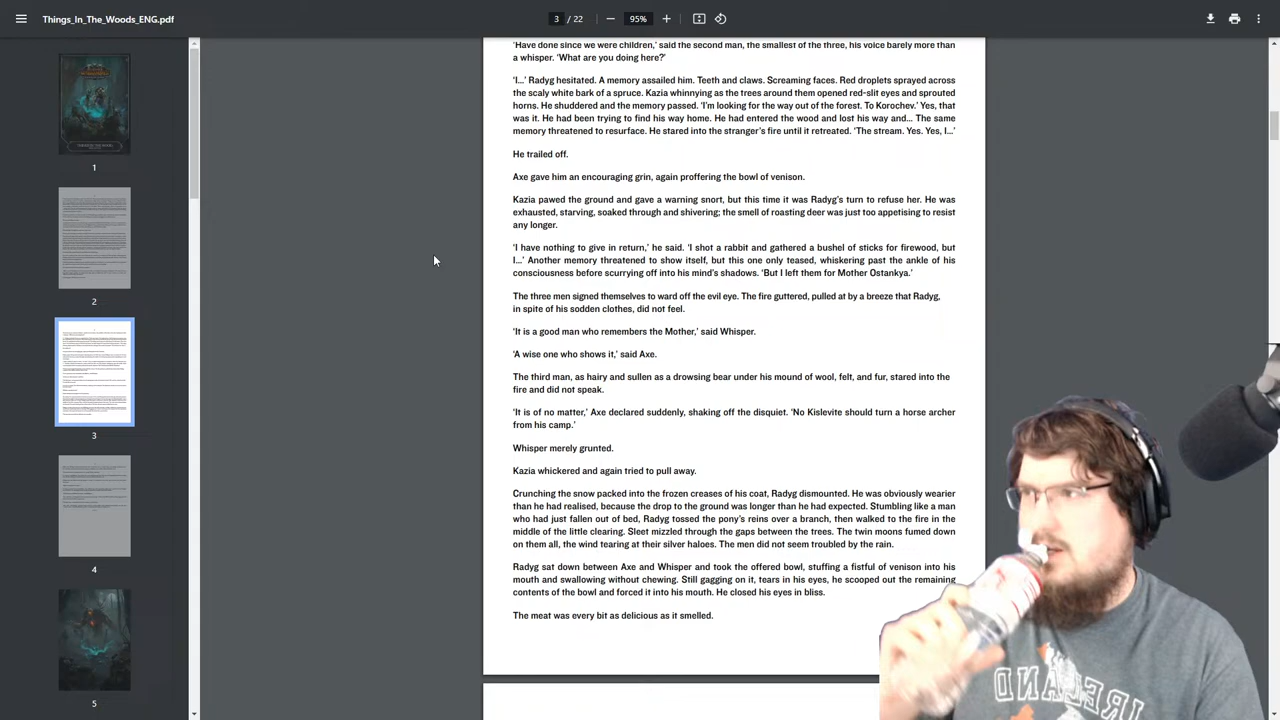 Things_In_The_Woods_ENG.pdf
3 / 22
95%
1
2
3
4
5
'Have done since we were children,' said the second man, the smallest of the three, his voice barely more than
a whisper. 'What are you doing here?'
'I...' Radyg hesitated. A memory assailed him. Teeth and claws. Screaming faces. Red droplets sprayed across
the scaly white bark of a spruce. Kazia whinnying as the trees around them opened red-slit eyes and sprouted
horns. He shuddered and the memory passed. 'I'm looking for the way out of the forest. To Korochev.' Yes, that
was it. He had been trying to find his way home. He had entered the wood and lost his way and... The same
memory threatened to resurface. He stared into the stranger's fire until it retreated. 'The stream. Yes. Yes, I...'
He trailed off.
Axe gave him an encouraging grin, again proffering the bowl of venison.
Kazia pawed the ground and gave a warning snort, but this time it was Radyg's turn to refuse her. He was
exhausted, starving, soaked through and shivering; the smell of roasting deer was just too appetising to resist
any longer.
'I have nothing to give in return,' he said. 'I shot a rabbit and gathered a bushel of sticks for firewood, but
I...' Another memory threatened to show itself, but this one only teased, whiskering past the ankle of his
consciousness before scurrying off into his mind's shadows. 'But I left them for Mother Ostankya.'
The three men signed themselves to ward off the evil eye. The fire guttered, pulled at by a breeze that Radyg,
in spite of his sodden clothes, did not feel.
'It is a good man who remembers the Mother,' said Whisper.
'A wise one who shows it,' said Axe.
The third man, as hairy and sullen as a drowsing bear under his mound of wool, felt, and fur, stared into the
fire and did not speak.
'It is of no matter,' Axe declared suddenly, shaking off the disquiet. 'No Kislevite should turn a horse archer
from his camp.'
Whisper merely grunted.
Kazia whickered and again tried to pull away.
Crunching the snow packed into the frozen creases of his coat, Radyg dismounted. He was obviously wearier
than he had realised, because the drop to the ground was longer than he had expected. Stumbling like a man
who had just fallen out of bed, Radyg tossed the pony's reins over a branch, then walked to the fire in the
middle of the little clearing. Sleet mizzled through the gaps between the trees. The twin moons fumed down
on them all, the wind tearing at their silver haloes. The men did not seem troubled by the rain.
Radyg sat down between Axe and Whisper and took the offered bowl, stuffing a fistful of venison into his
mouth and swallowing without chewing. Still gagging on it, tears in his eyes, he scooped out the remaining
contents of the bowl and forced it into his mouth. He closed his eyes in bliss.
The meat was every bit as delicious as it smelled.
IRELAND